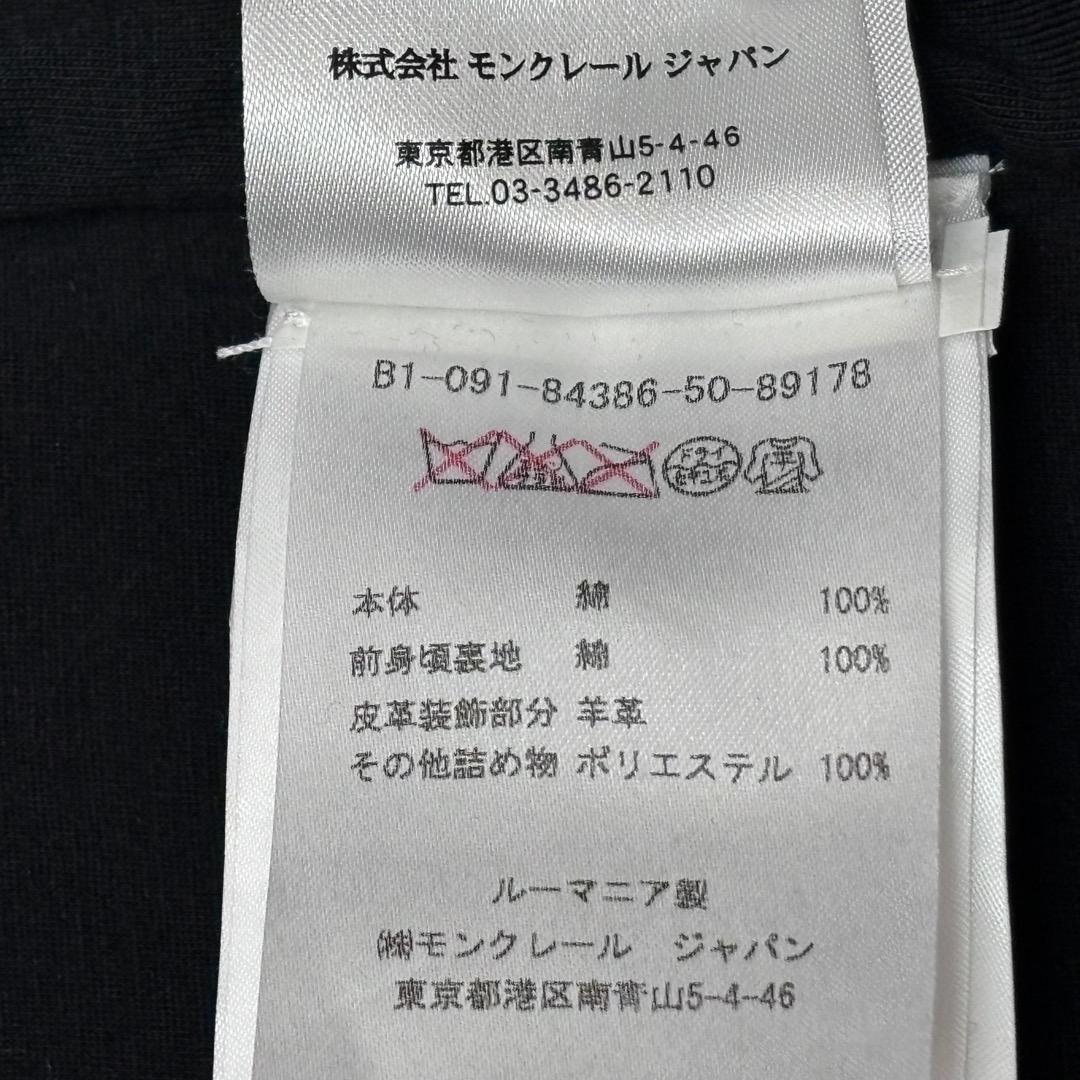 株式会社 モンクレール ジャパン
東京都港区南青山5-4-46
TEL.03-3486-2110
B1-091-84386-50-89178
ドライ
本体 綿 100%
前身頃裏地 綿 100%
皮革装飾部分 羊革
その他詰め物 ポリエステル 100%
ルーマニア製
㈱モンクレール ジャパン
東京都港区南青山5-4-46